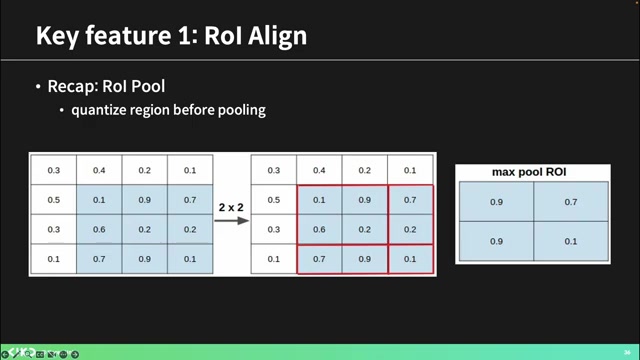 Key feature 1: RoI Align
• Recap: RoI Pool
• quantize region before pooling
0.3 0.4 0.2 0.1
0.5 0.1 0.9 0.7
0.3 0.6 0.2 0.2
0.1 0.7 0.9 0.1
2 x 2
0.3 0.4 0.2 0.1
0.5 0.1 0.9 0.7
0.3 0.6 0.2 0.2
0.1 0.7 0.9 0.1
max pool ROI
0.9 0.7
0.9 0.1
36